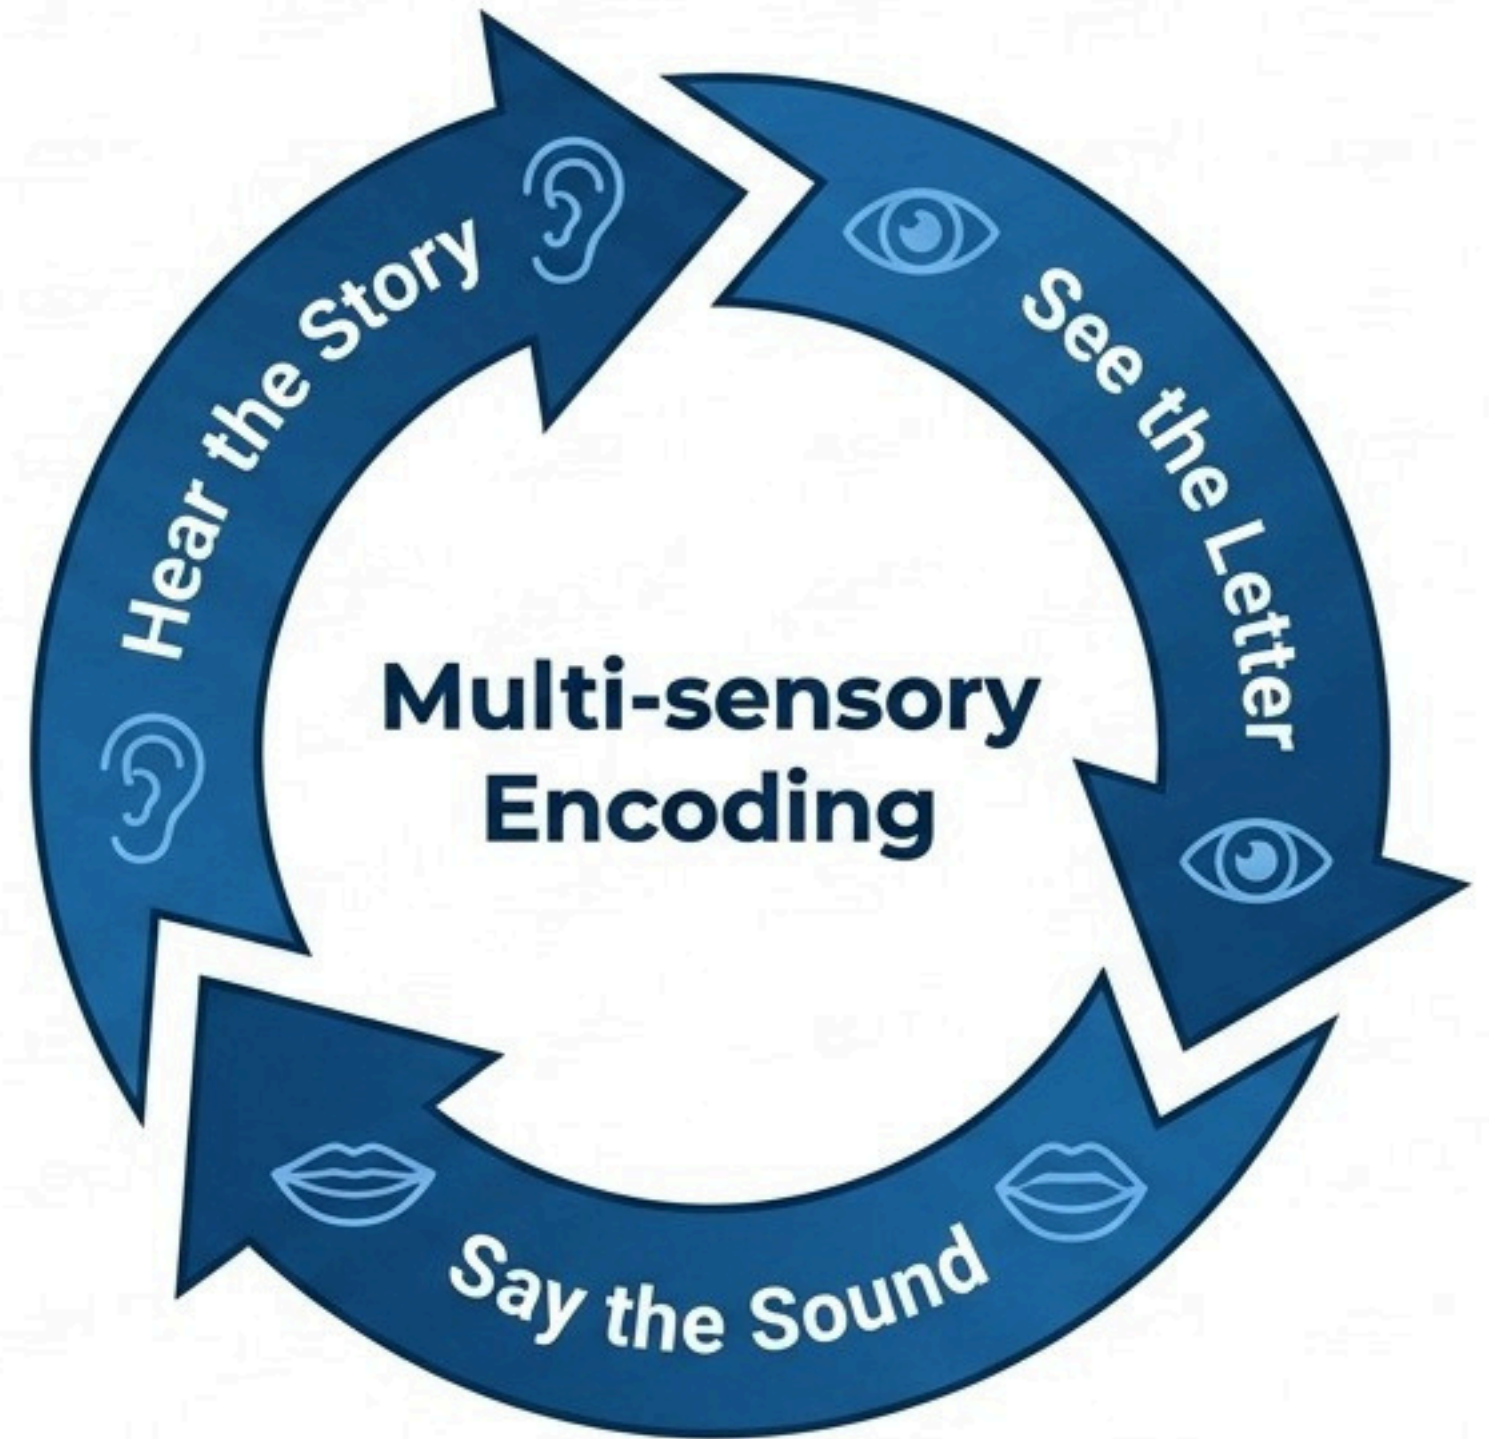 Hear the Story
See the Letter
Multi-sensory
Encoding
Say the Sound